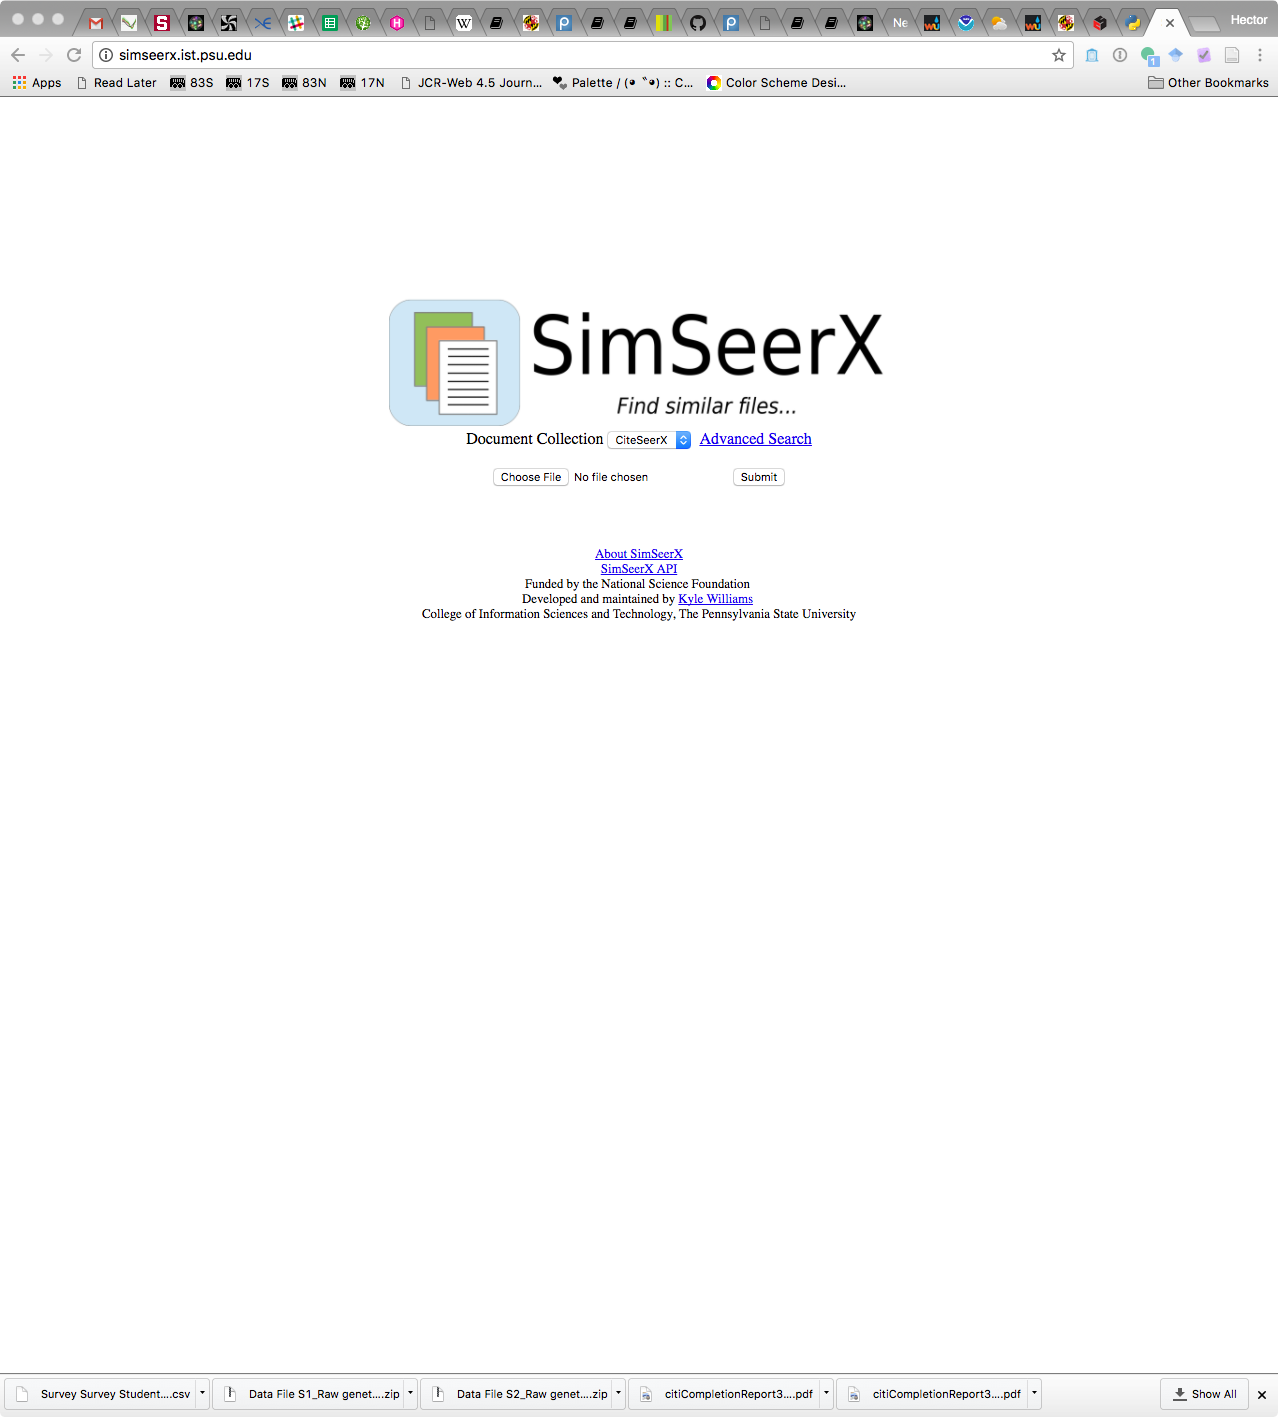 Hector
Ne
simseerx.ist.psu.edu
1
Apps Read Later 83S 17S 83N 17N JCR-Web 4.5 Journ... Palette / (◕ ‶◕) :: C... Color Scheme Desi... Other Bookmarks
SimSeerX
Find similar files...
Document Collection CiteSeerX Advanced Search
Choose File No file chosen Submit
About SimSeerX
SimSeerX API
Funded by the National Science Foundation
Developed and maintained by Kyle Williams
College of Information Sciences and Technology, The Pennsylvania State University
Survey Survey Student....csv Data File S1_Raw genet....zip Data File S2_Raw genet....zip citiCompletionReport3....pdf citiCompletionReport3....pdf Show All